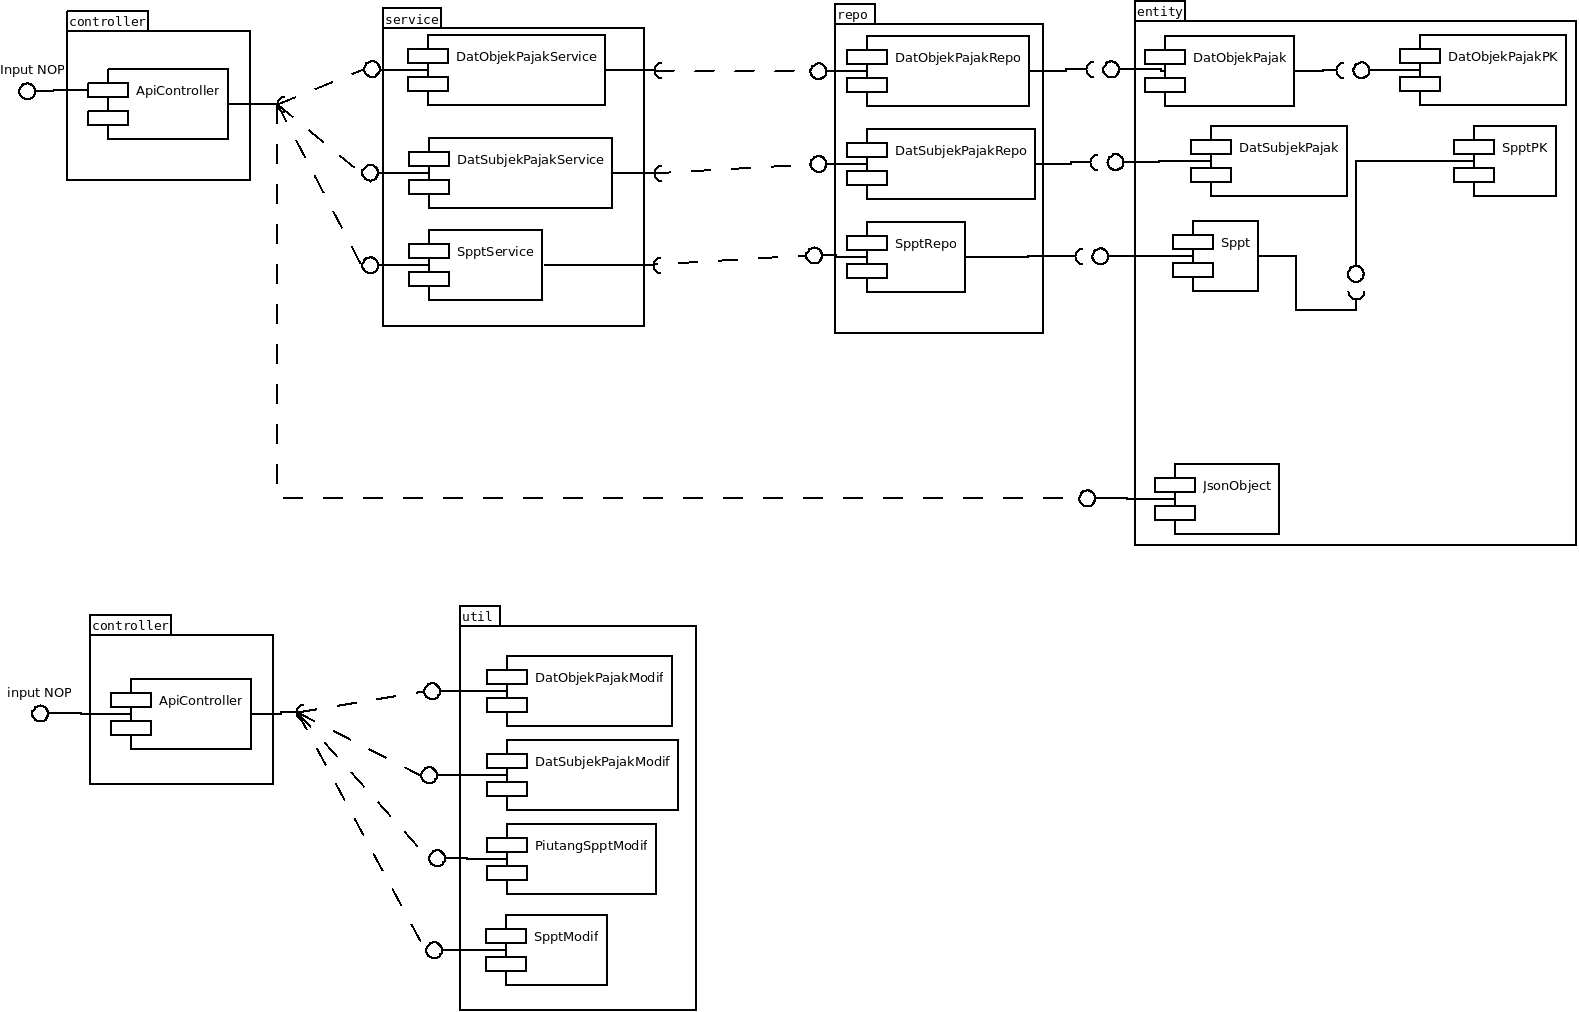 controller
Input NOP
ApiController
service
DatObjekPajakService
DatSubjekPajakService
SpptService
repo
DatObjekPajakRepo
DatSubjekPajakRepo
SpptRepo
entity
DatObjekPajak
DatObjekPajakPK
DatSubjekPajak
SpptPK
Sppt
JsonObject
controller
input NOP
ApiController
util
DatObjekPajakModif
DatSubjekPajakModif
PiutangSpptModif
SpptModif